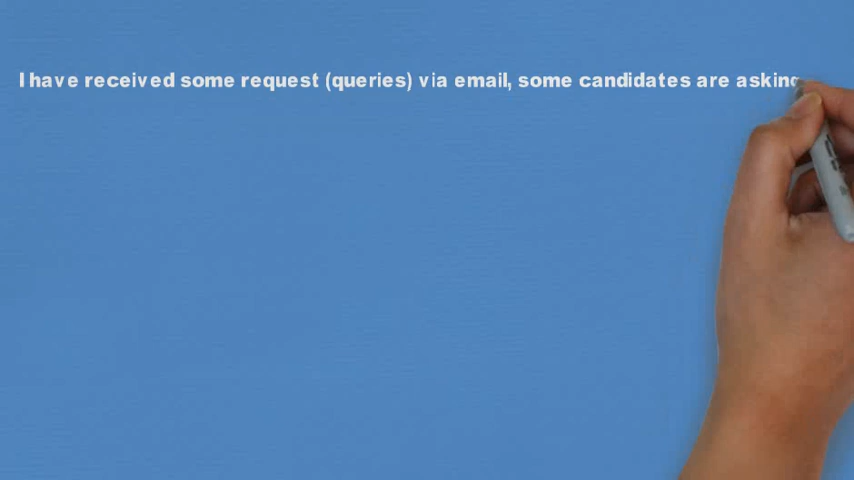 I have received some request (queries) via email, some candidates are asking